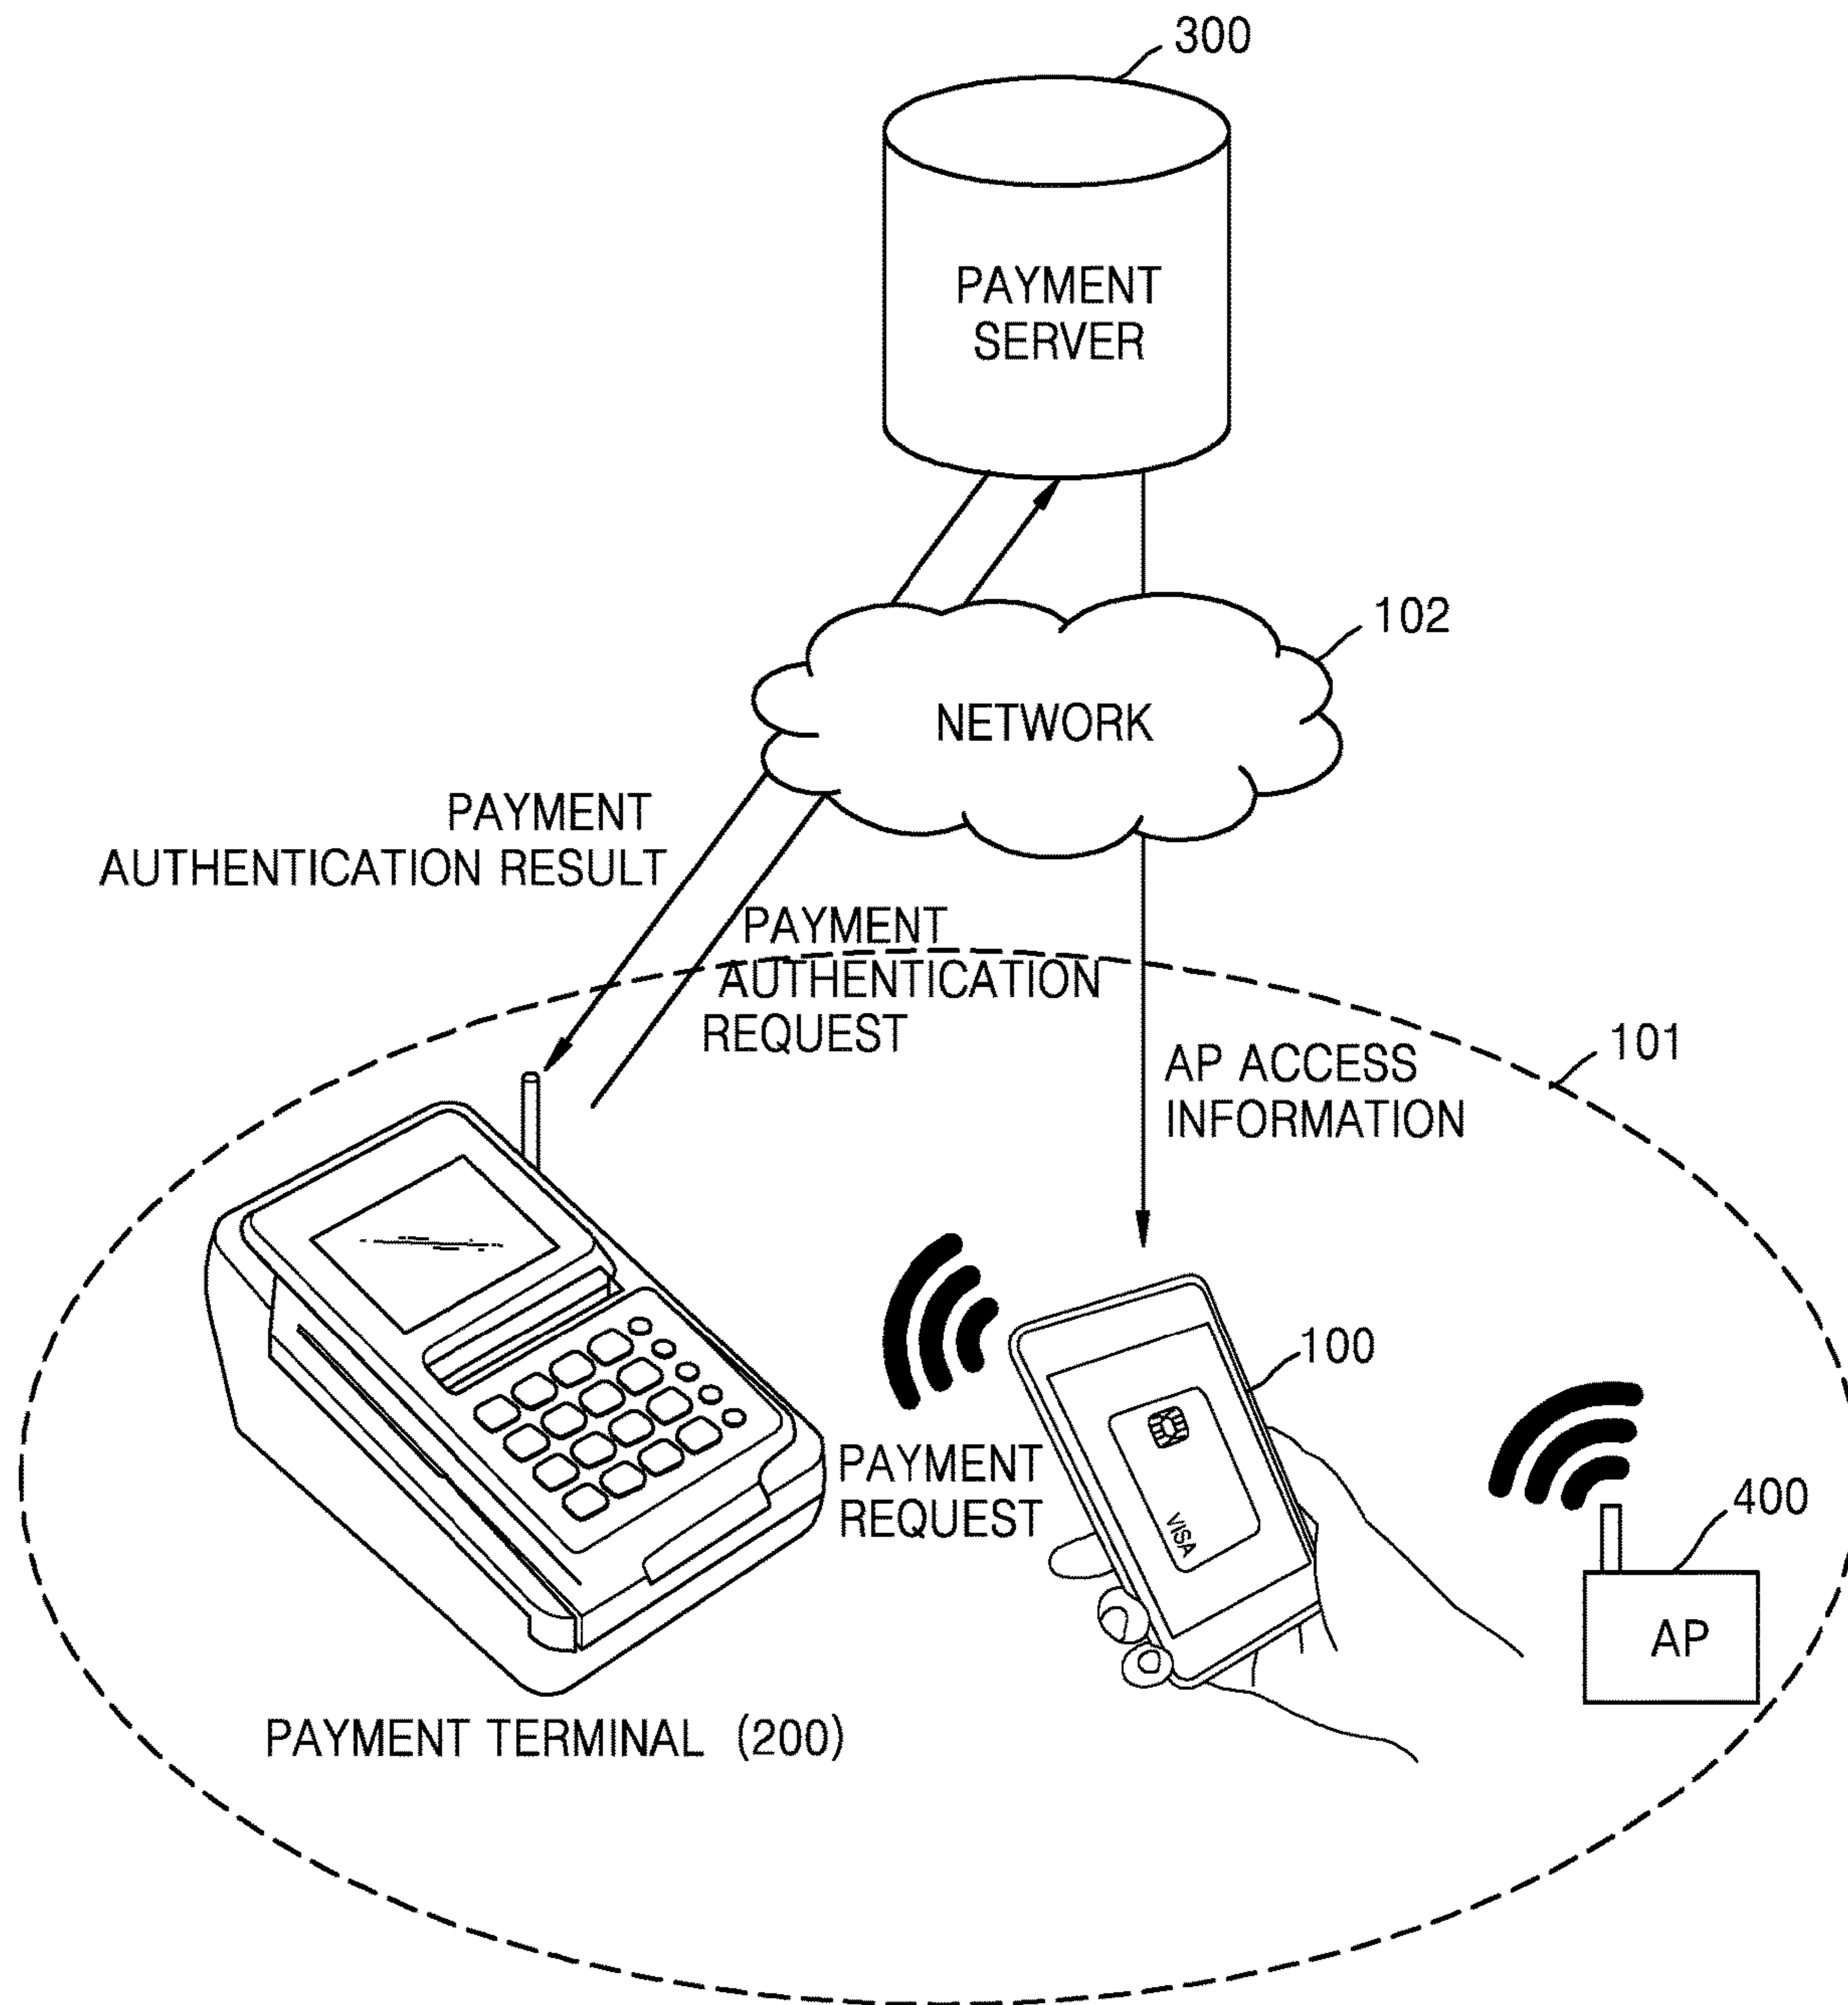 300
PAYMENT
SERVER
102
NETWORK
PAYMENT
AUTHENTICATION RESULT
PAYMENT
AUTHENTICATION
REQUEST
101
AP ACCESS
INFORMATION
100
PAYMENT
REQUEST
VISA
400
AP
PAYMENT TERMINAL (200)